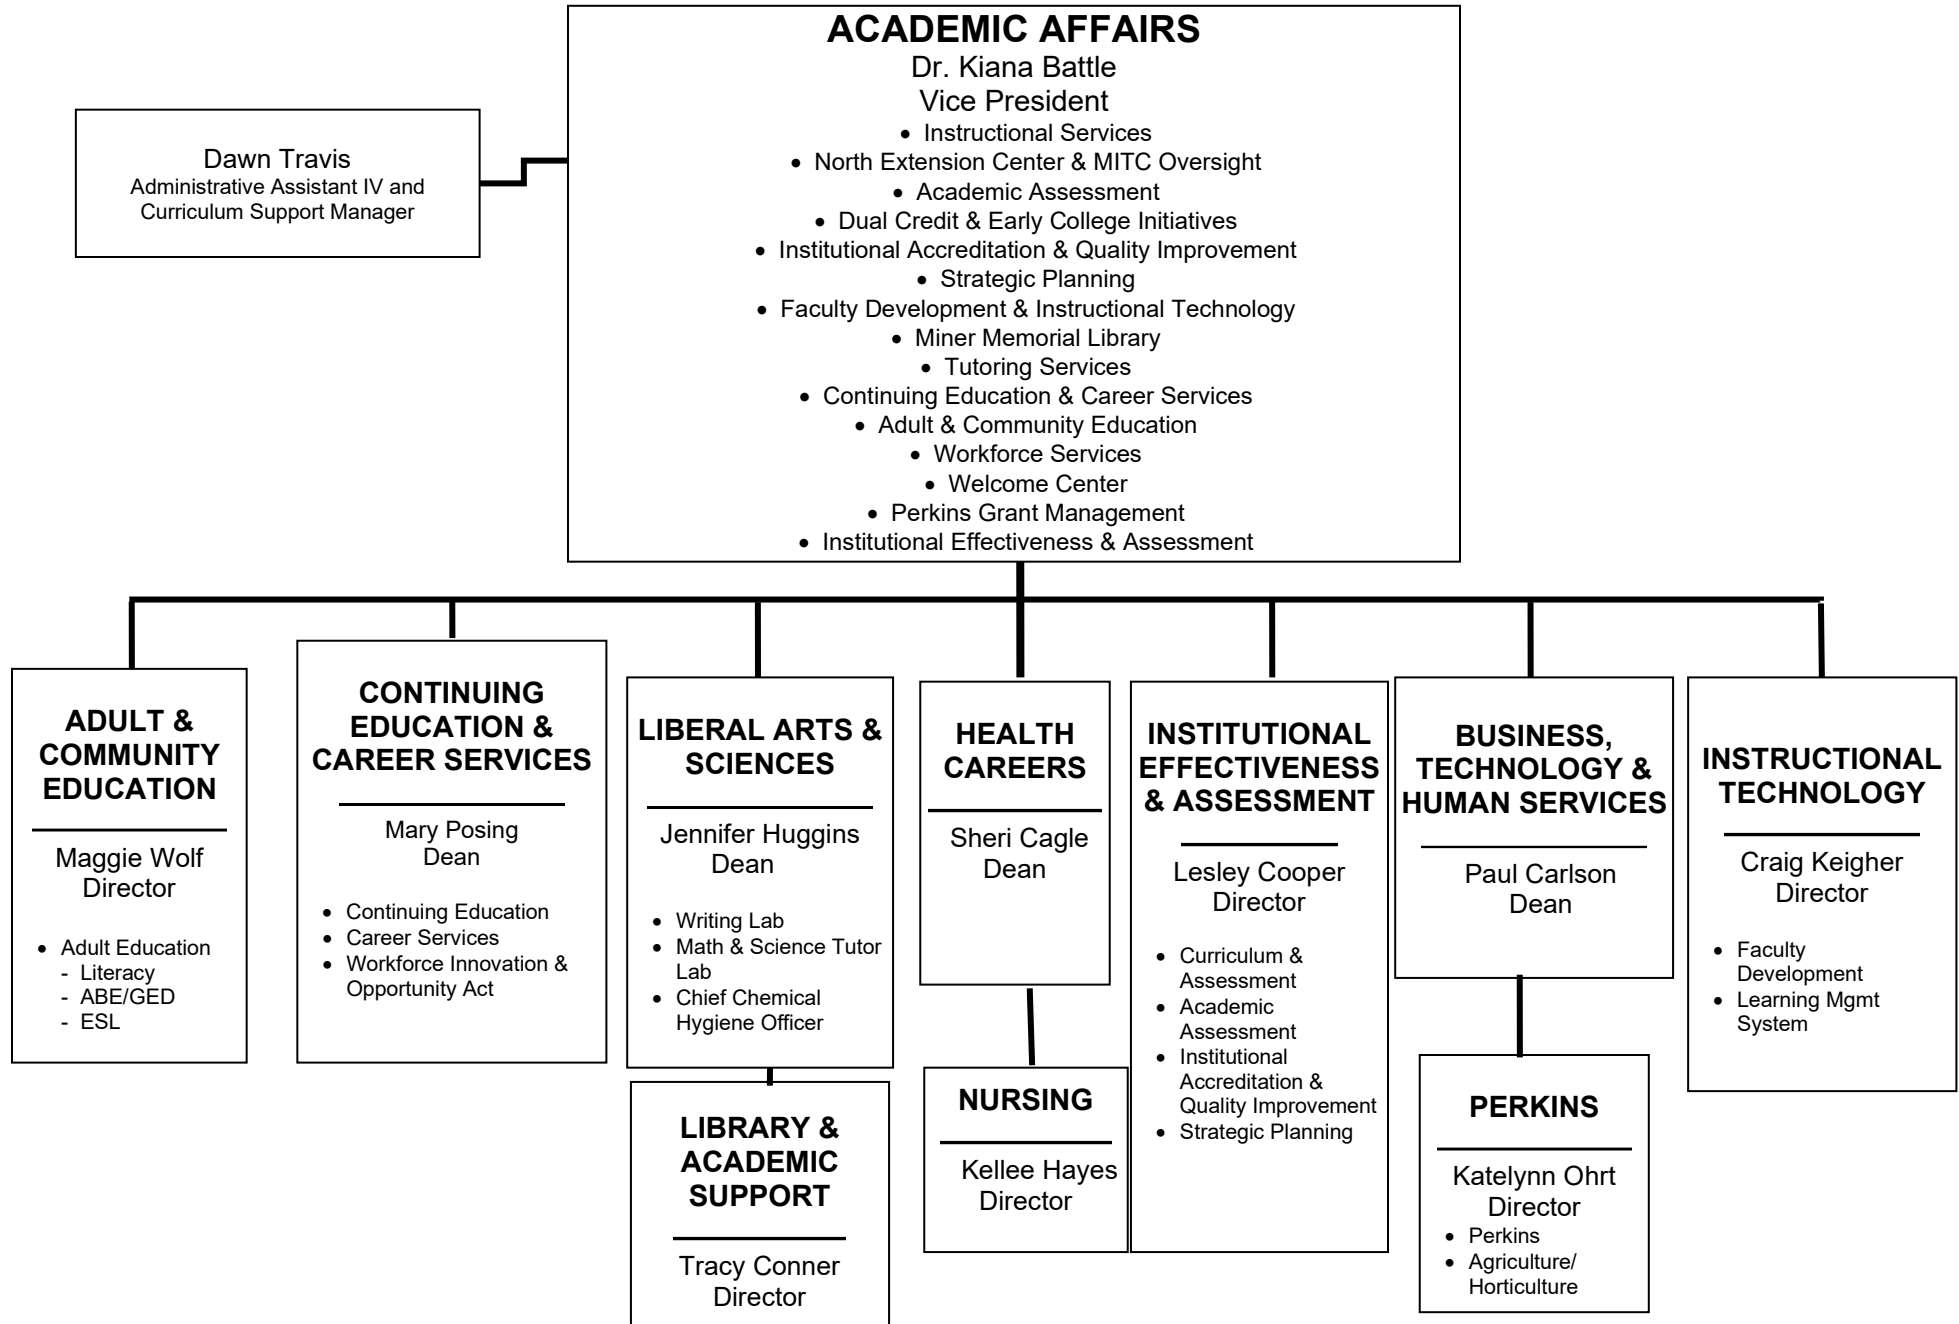 ACADEMIC AFFAIRS
Dr. Kiana Battle
Vice President
• Instructional Services
• North Extension Center & MITC Oversight
• Academic Assessment
• Dual Credit & Early College Initiatives
• Institutional Accreditation & Quality Improvement
• Strategic Planning
• Faculty Development & Instructional Technology
• Miner Memorial Library
• Tutoring Services
• Continuing Education & Career Services
• Adult & Community Education
• Workforce Services
• Welcome Center
• Perkins Grant Management
• Institutional Effectiveness & Assessment
Dawn Travis
Administrative Assistant IV and
Curriculum Support Manager
ADULT &
COMMUNITY
EDUCATION
Maggie Wolf
Director
• Adult Education
- Literacy
- ABE/GED
- ESL
CONTINUING
EDUCATION &
CAREER SERVICES
Mary Posing
Dean
• Continuing Education
• Career Services
• Workforce Innovation &
Opportunity Act
LIBERAL ARTS &
SCIENCES
Jennifer Huggins
Dean
• Writing Lab
• Math & Science Tutor
Lab
• Chief Chemical
Hygiene Officer
LIBRARY &
ACADEMIC
SUPPORT
Tracy Conner
Director
HEALTH
CAREERS
Sheri Cagle
Dean
NURSING
Kellee Hayes
Director
INSTITUTIONAL
EFFECTIVENESS
& ASSESSMENT
Lesley Cooper
Director
• Curriculum &
Assessment
• Academic
Assessment
• Institutional
Accreditation &
Quality Improvement
• Strategic Planning
BUSINESS,
TECHNOLOGY &
HUMAN SERVICES
Paul Carlson
Dean
PERKINS
Katelynn Ohrt
Director
• Perkins
• Agriculture/
Horticulture
INSTRUCTIONAL
TECHNOLOGY
Craig Keigher
Director
• Faculty
Development
• Learning Mgmt
System